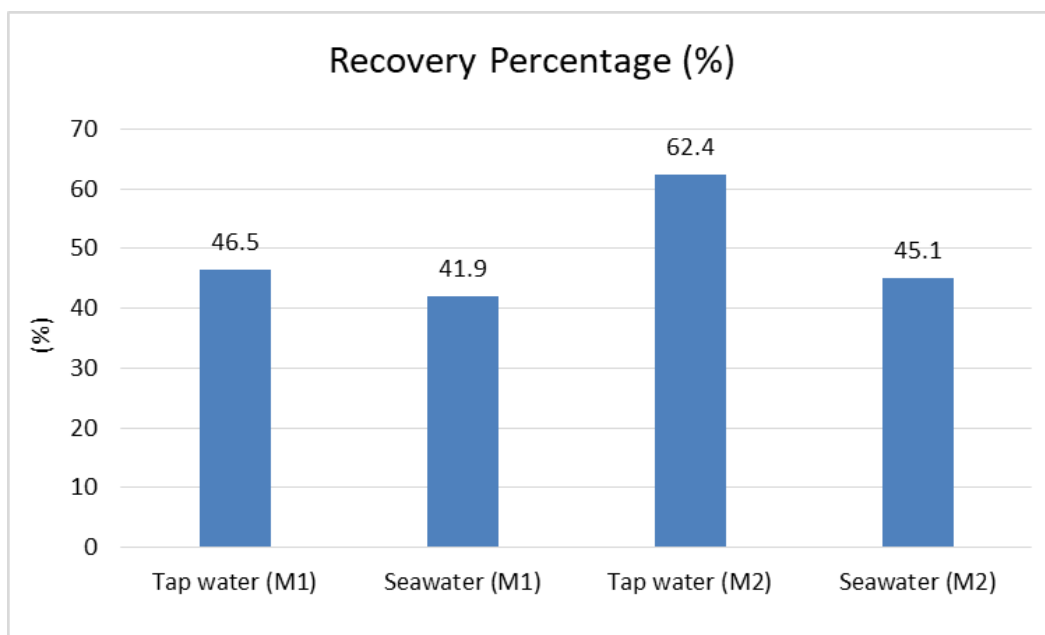 Recovery Percentage (%)
70
60
50
40
30
20
10
0
(%)
46.5
41.9
62.4
45.1
Tap water (M1)
Seawater (M1)
Tap water (M2)
Seawater (M2)